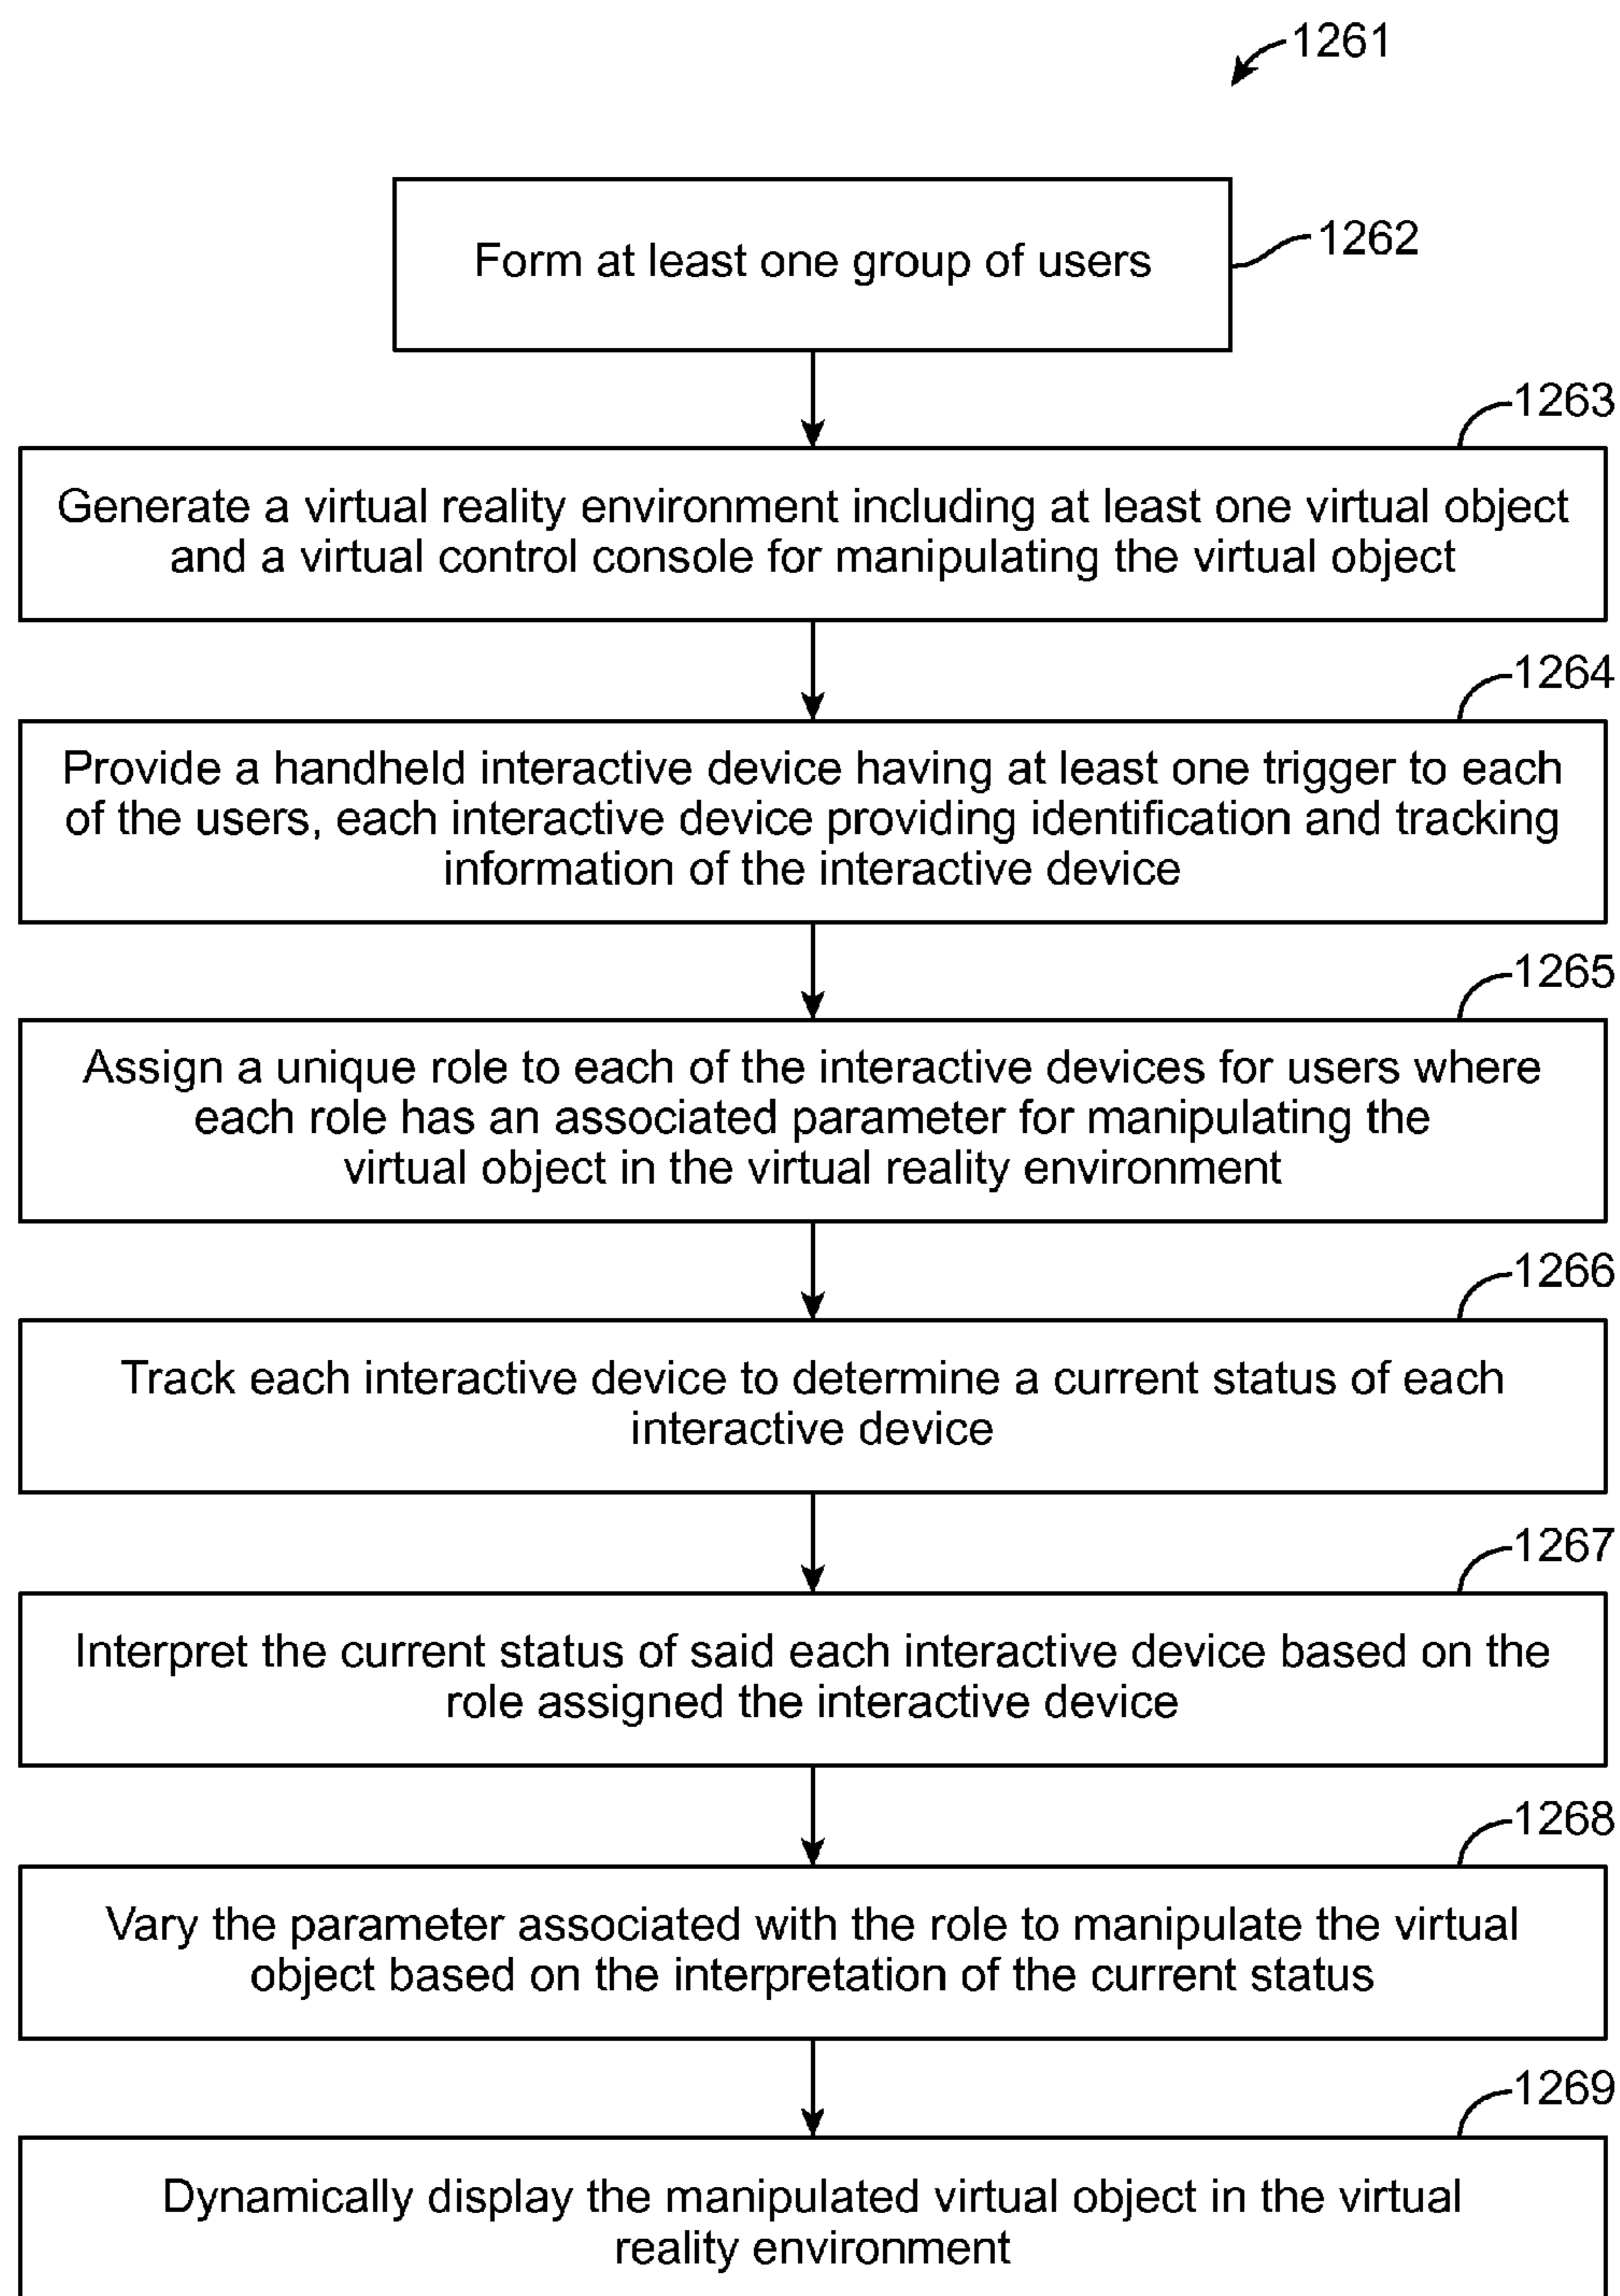 1261
Form at least one group of users
1262
1263
Generate a virtual reality environment including at least one virtual object
and a virtual control console for manipulating the virtual object
1264
Provide a handheld interactive device having at least one trigger to each
of the users, each interactive device providing identification and tracking
information of the interactive device
1265
Assign a unique role to each of the interactive devices for users where
each role has an associated parameter for manipulating the
virtual object in the virtual reality environment
1266
Track each interactive device to determine a current status of each
interactive device
1267
Interpret the current status of said each interactive device based on the
role assigned the interactive device
1268
Vary the parameter associated with the role to manipulate the virtual
object based on the interpretation of the current status
1269
Dynamically display the manipulated virtual object in the virtual
reality environment